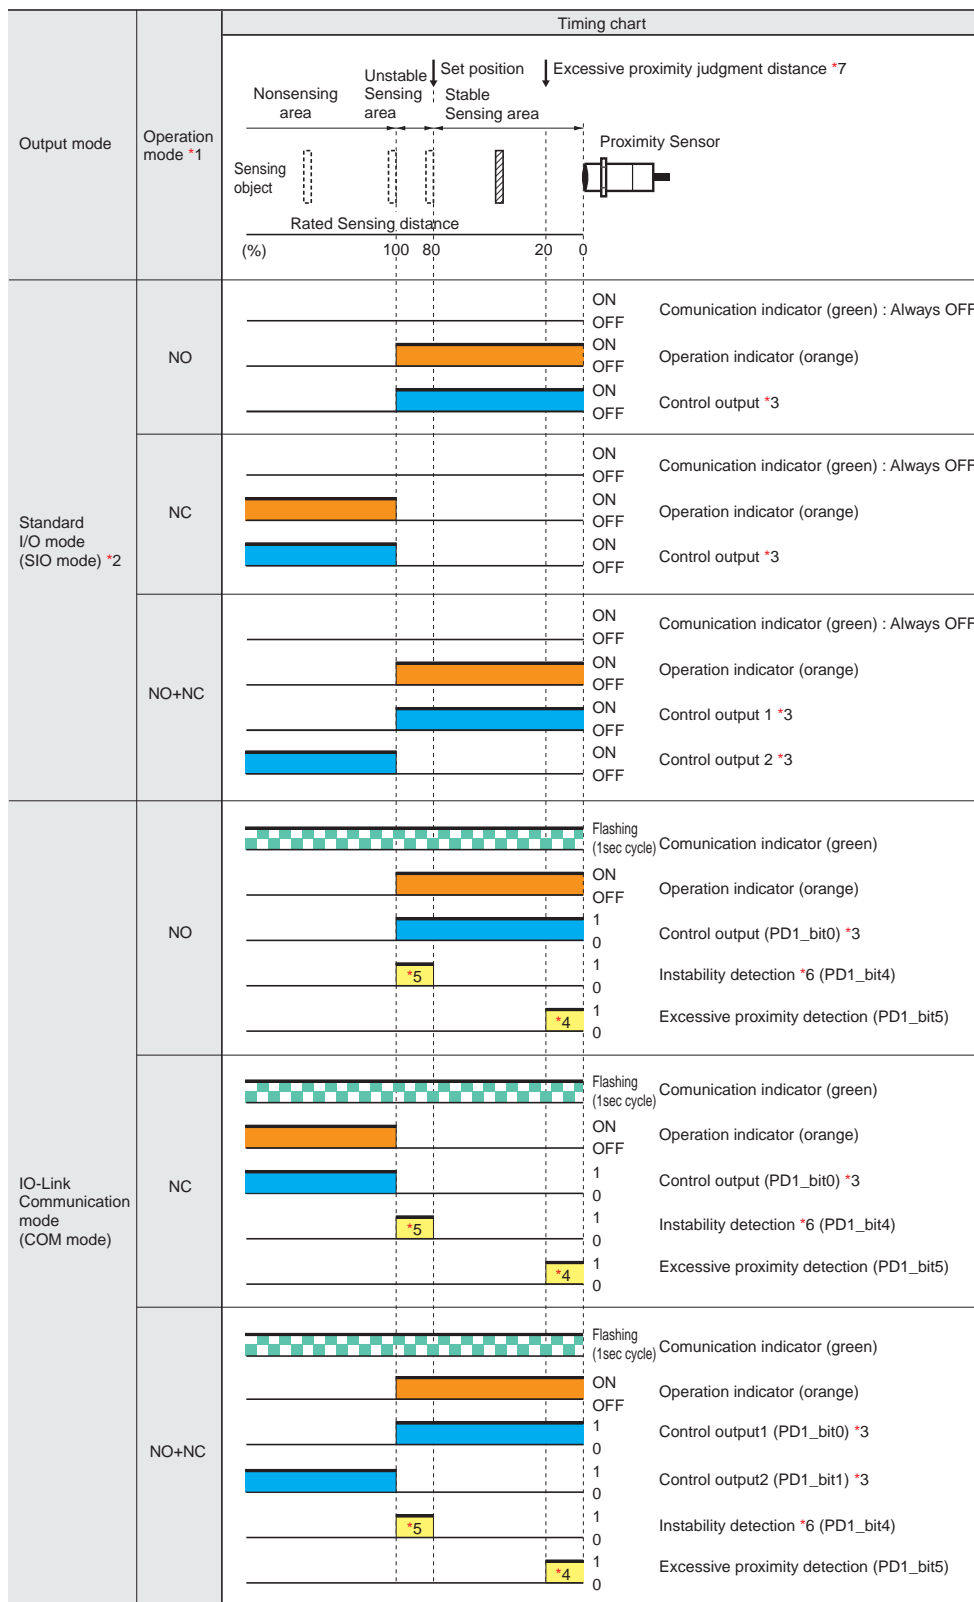 Timing chart
Output mode
Operation
mode *1
Nonsensing
area
Unstable
Sensing
area
Set position
Stable
Sensing area
Excessive proximity judgment distance *7
Proximity Sensor
Sensing
object
Rated Sensing distance
(%)
100
80
20
0
Standard
I/O mode
(SIO mode) *2
NO
ON
OFF
Comunication indicator (green) : Always OFF
ON
OFF
Operation indicator (orange)
ON
OFF
Control output *3
NC
ON
OFF
Comunication indicator (green) : Always OFF
ON
OFF
Operation indicator (orange)
ON
OFF
Control output *3
NO+NC
ON
OFF
Comunication indicator (green) : Always OFF
ON
OFF
Operation indicator (orange)
ON
OFF
Control output 1 *3
ON
OFF
Control output 2 *3
IO-Link
Communication
mode
(COM mode)
NO
Flashing
(1sec cycle)
Comunication indicator (green)
ON
OFF
Operation indicator (orange)
1
0
Control output (PD1_bit0) *3
*5
1
0
Instability detection *6 (PD1_bit4)
*4
1
0
Excessive proximity detection (PD1_bit5)
NC
Flashing
(1sec cycle)
Comunication indicator (green)
ON
OFF
Operation indicator (orange)
1
0
Control output (PD1_bit0) *3
*5
1
0
Instability detection *6 (PD1_bit4)
*4
1
0
Excessive proximity detection (PD1_bit5)
NO+NC
Flashing
(1sec cycle)
Comunication indicator (green)
ON
OFF
Operation indicator (orange)
1
0
Control output1 (PD1_bit0) *3
1
0
Control output2 (PD1_bit1) *3
*5
1
0
Instability detection *6 (PD1_bit4)
*4
1
0
Excessive proximity detection (PD1_bit5)